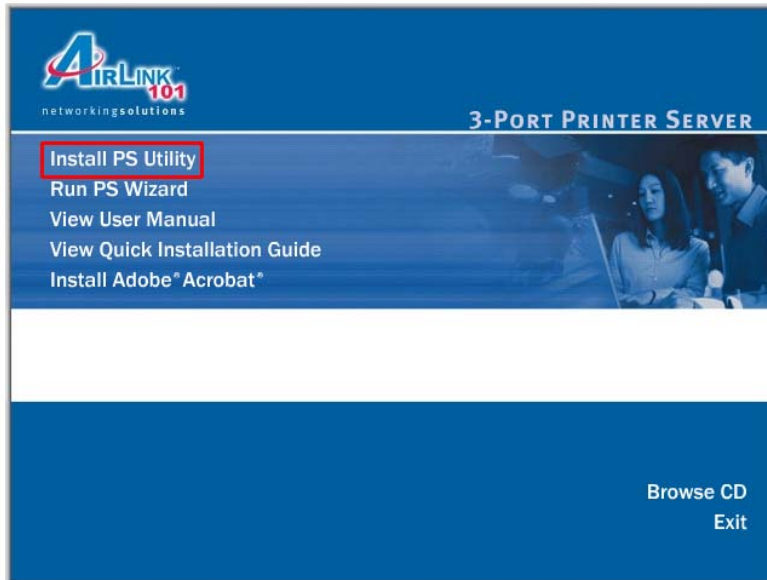 AIRLINK
101
networkingsolutions
3-PORT PRINTER SERVER
Install PS Utility
Run PS Wizard
View User Manual
View Quick Installation Guide
Install Adobe® Acrobat®
Browse CD
Exit